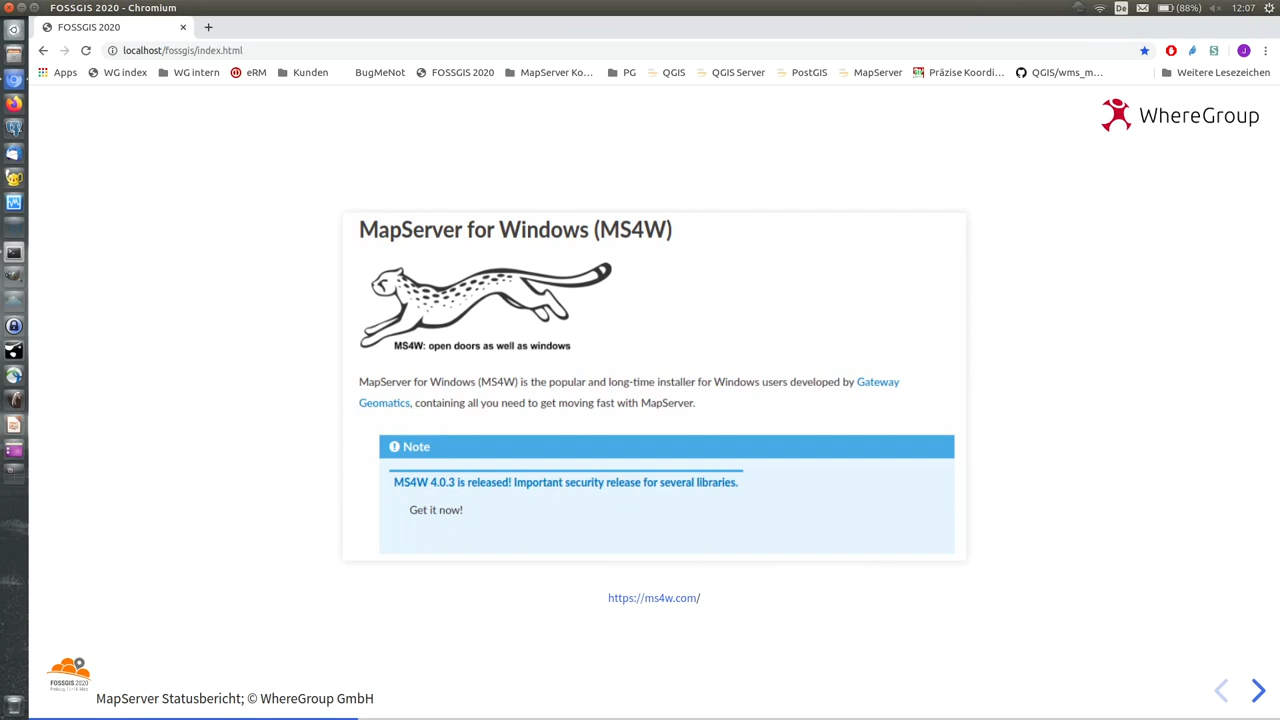 FOSSGIS 2020 - Chromium
De
(88%)
12:07
FOSSGIS 2020
localhost/fossgis/index.html
J
Apps
WG index
WG intern
eRM
Kunden
BugMeNot
FOSSGIS 2020
MapServer Ko...
PG
QGIS
QGIS Server
PostGIS
MapServer
Präzise Koordi...
QGIS/wms_m...
Weitere Lesezeichen
WhereGroup
MapServer for Windows (MS4W)
MS4W: open doors as well as windows
MapServer for Windows (MS4W) is the popular and long-time installer for Windows users developed by Gateway
Geomatics, containing all you need to get moving fast with MapServer.
Note
MS4W 4.0.3 is released! Important security release for several libraries.
Get it now!
https://ms4w.com/
FOSSGIS 2020
MapServer Statusbericht; © WhereGroup GmbH